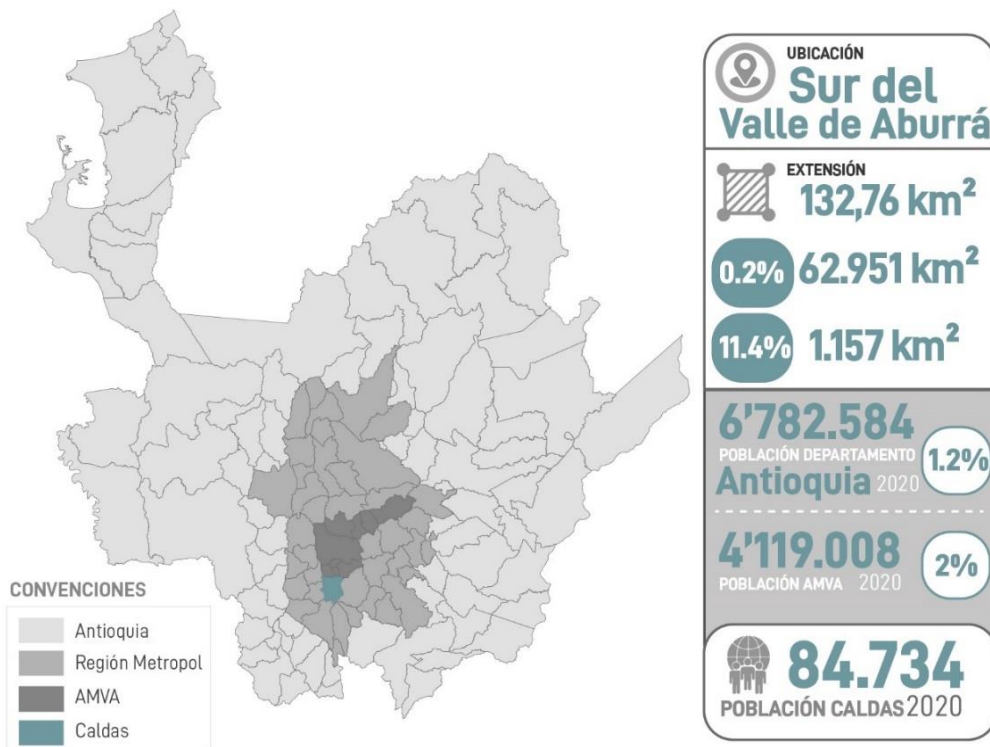 UBICACIÓN
Sur del
Valle de Aburrá
EXTENSIÓN
132,76 km²
0.2% 62.951 km²
11.4% 1.157 km²
6'782.584
POBLACIÓN DEPARTAMENTO
Antioquia 2020
1.2%
4'119.008
POBLACIÓN AMVA 2020
2%
84.734
POBLACIÓN CALDAS 2020
CONVENCIONES
Antioquia
Región Metropol
AMVA
Caldas